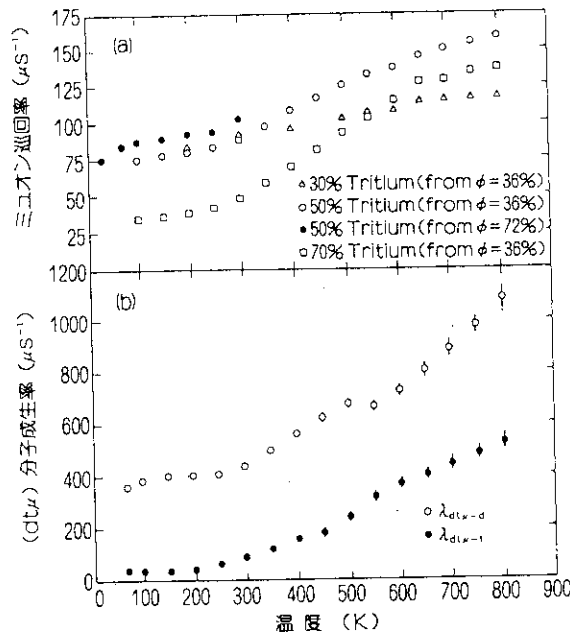 175
(a)
150
125
100
75
50
25
ミュオン巡回率 (μS⁻¹)
△ 30% Tritium(from φ=36%)
○ 50% Tritium(from φ=36%)
● 50% Tritium(from φ=72%)
□ 70% Tritium(from φ=36%)
1200
(b)
1000
800
600
400
200
0
(dtμ) 分子成生率 (μS⁻¹)
○ λdtμ-d
● λdtμ-t
0 100 200 300 400 500 600 700 800 900
温度 (K)